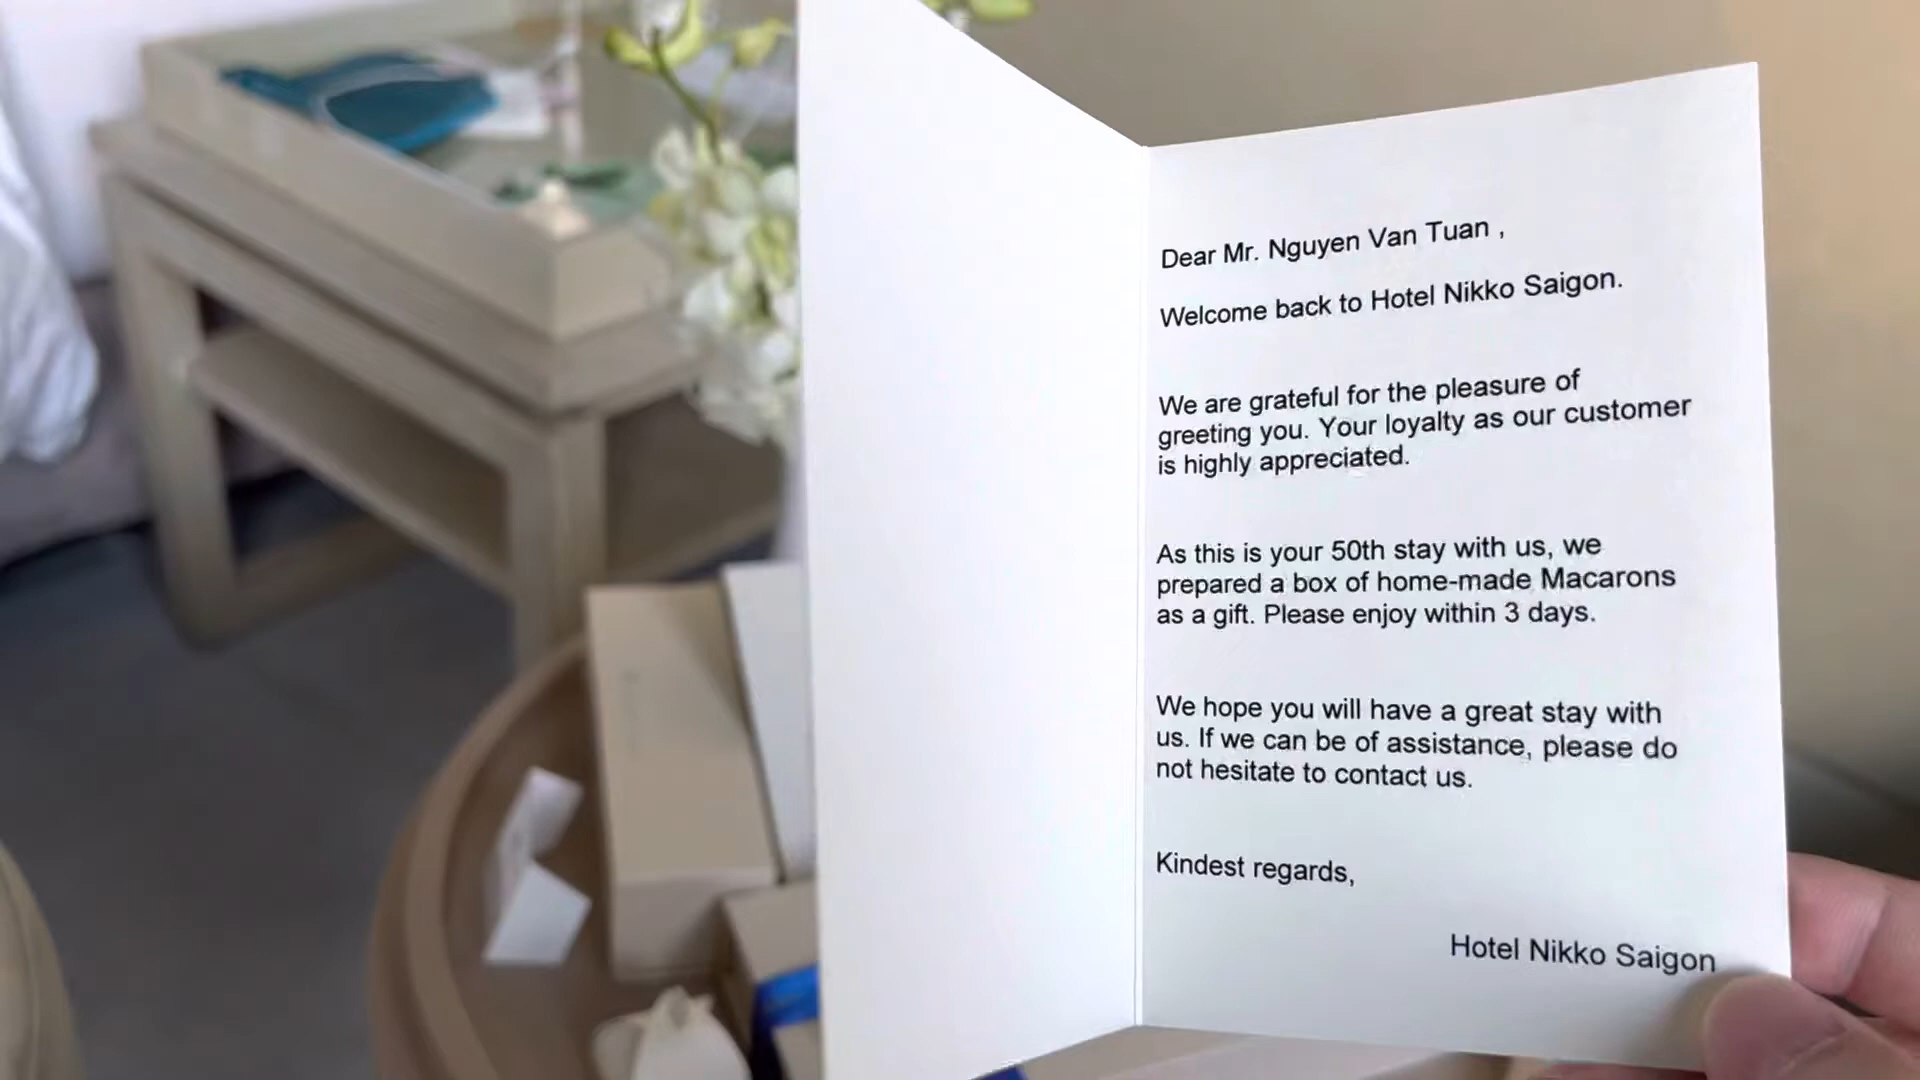 Dear Mr. Nguyen Van Tuan ,
Welcome back to Hotel Nikko Saigon.
We are grateful for the pleasure of
greeting you. Your loyalty as our customer
is highly appreciated.
As this is your 50th stay with us, we
prepared a box of home-made Macarons
as a gift. Please enjoy within 3 days.
We hope you will have a great stay with
us. If we can be of assistance, please do
not hesitate to contact us.
Kindest regards,
Hotel Nikko Saigon